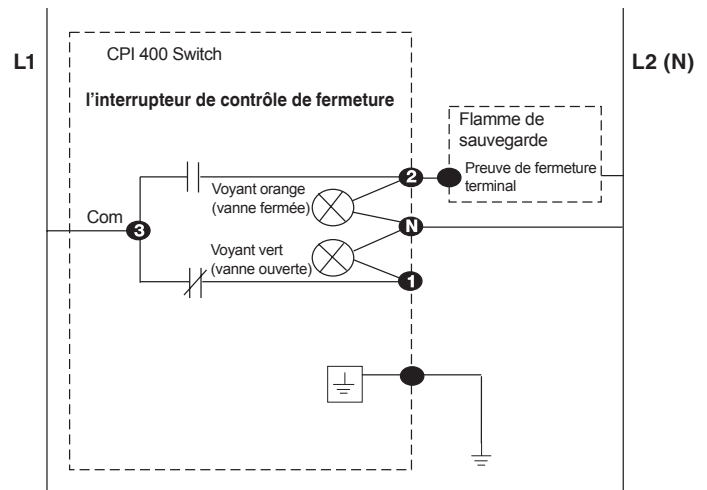 L1
CPI 400 Switch
L2 (N)
l'interrupteur de contrôle de fermeture
Flamme de
sauvegarde
Preuve de fermeture
terminal
2
Voyant orange
(vanne fermée)
Com
3
N
Voyant vert
(vanne ouverte)
1